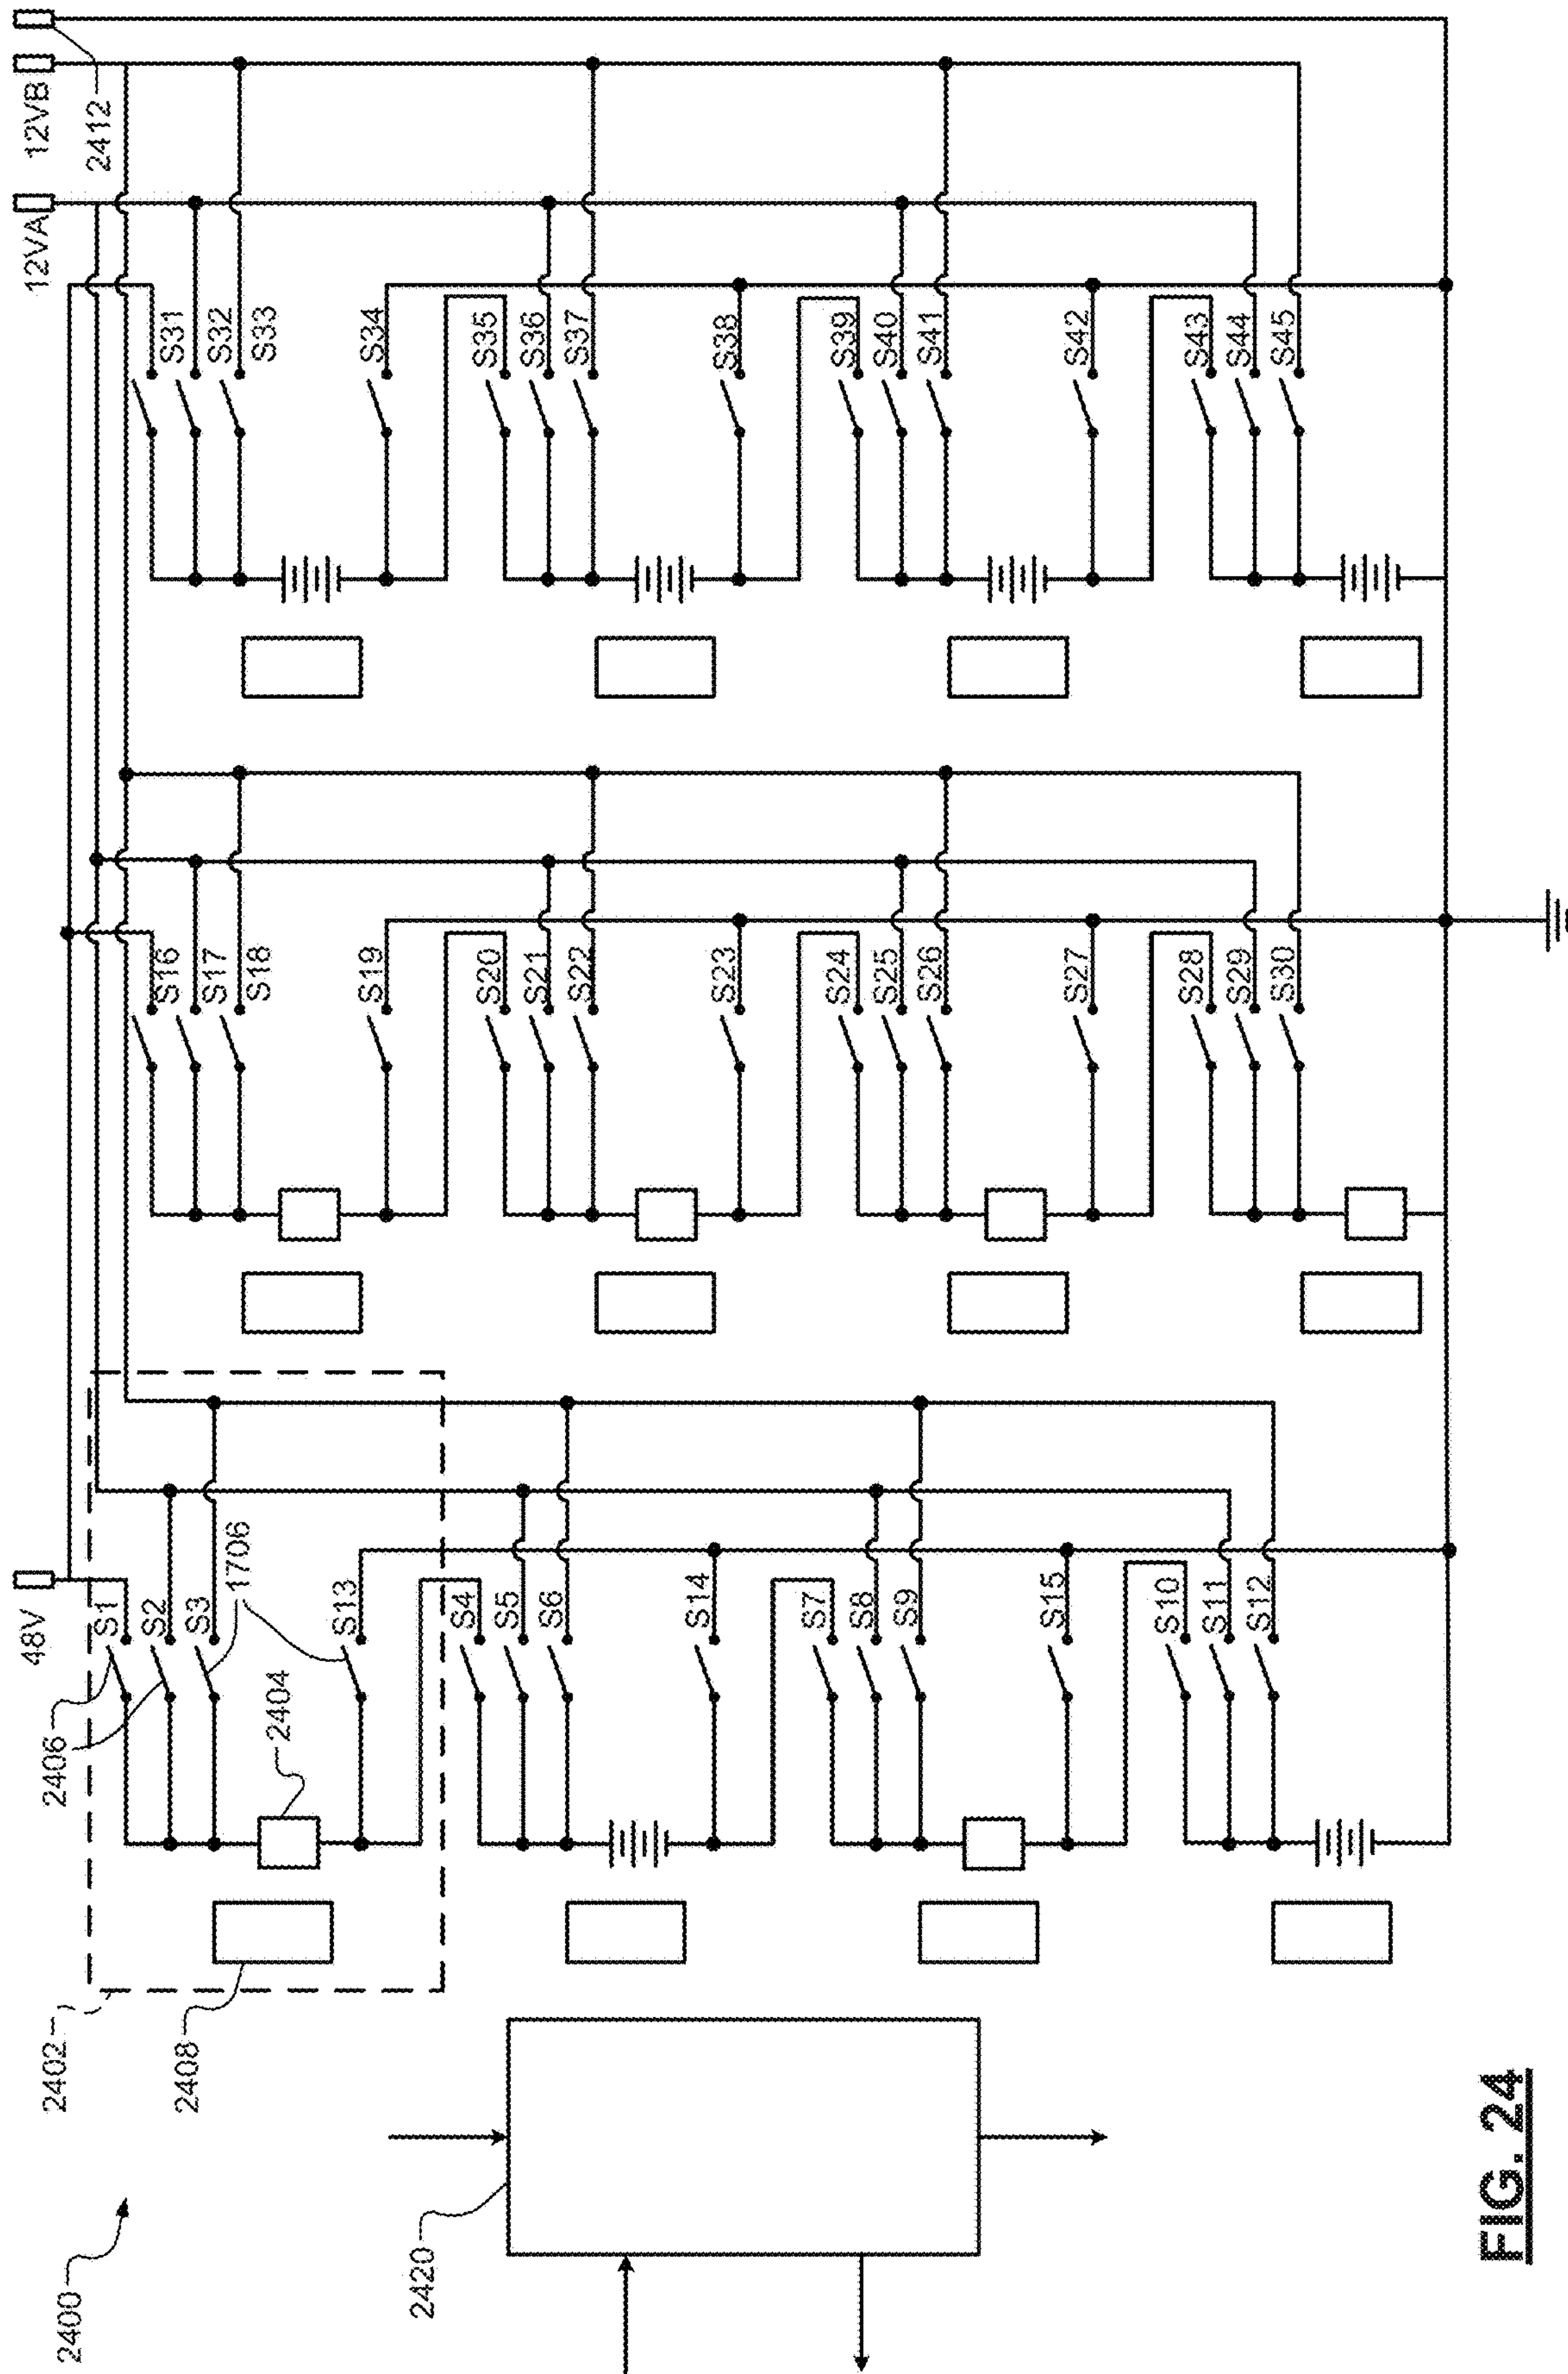 2400
2402
2408
2420
48V
2406
S1
S2
S3
1706
2404
S13
S4
S5
S6
S14
S7
S8
S9
S15
S10
S11
S12
S16
S17
S18
S19
S20
S21
S22
S23
S24
S25
S26
S27
S28
S29
S30
12VA
12VB
2412
S31
S32
S33
S34
S35
S36
S37
S38
S39
S40
S41
S42
S43
S44
S45
FIG. 24